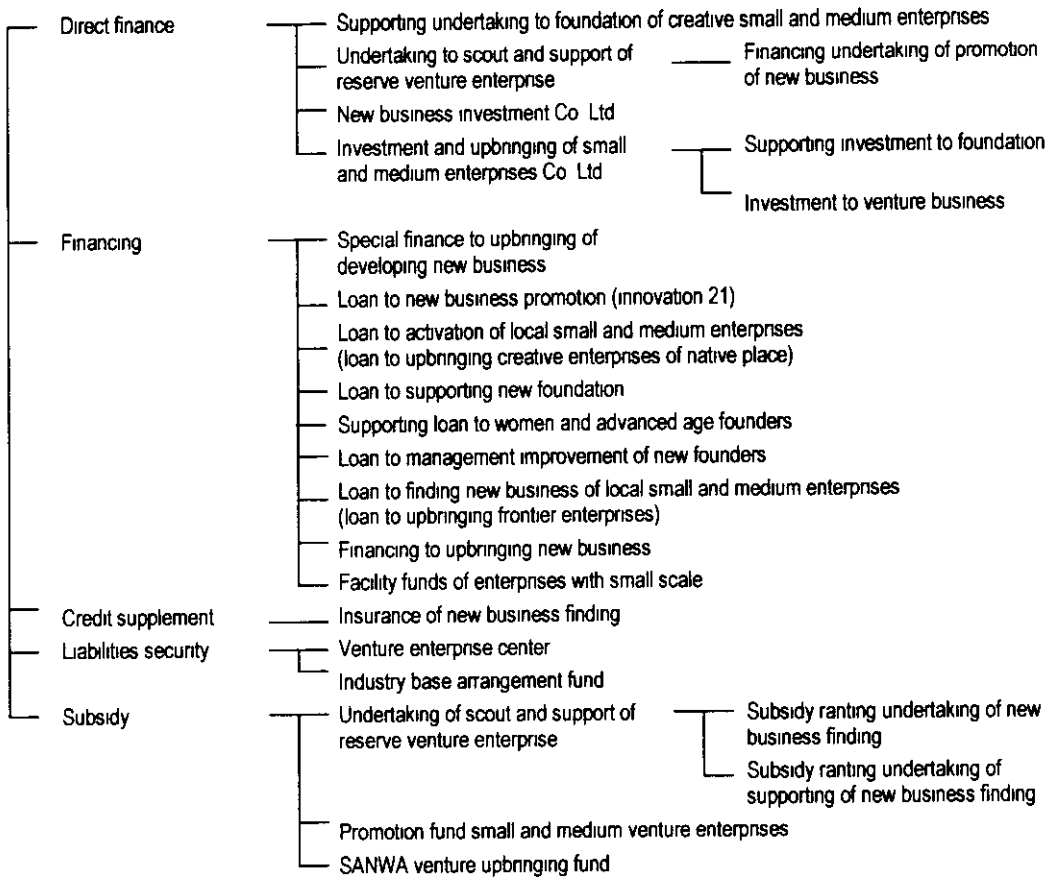 Direct finance
Supporting undertaking to foundation of creative small and medium enterprises
Undertaking to scout and support of
reserve venture enterprise
Financing undertaking of promotion
of new business
New business investment Co Ltd
Investment and upbringing of small
and medium enterprises Co Ltd
Supporting investment to foundation
Investment to venture business
Financing
Special finance to upbringing of
developing new business
Loan to new business promotion (innovation 21)
Loan to activation of local small and medium enterprises
(loan to upbringing creative enterprises of native place)
Loan to supporting new foundation
Supporting loan to women and advanced age founders
Loan to management improvement of new founders
Loan to finding new business of local small and medium enterprises
(loan to upbringing frontier enterprises)
Financing to upbringing new business
Facility funds of enterprises with small scale
Credit supplement
Insurance of new business finding
Liabilities security
Venture enterprise center
Industry base arrangement fund
Subsidy
Undertaking of scout and support of
reserve venture enterprise
Subsidy ranting undertaking of new
business finding
Subsidy ranting undertaking of
supporting of new business finding
Promotion fund small and medium venture enterprises
SANWA venture upbringing fund